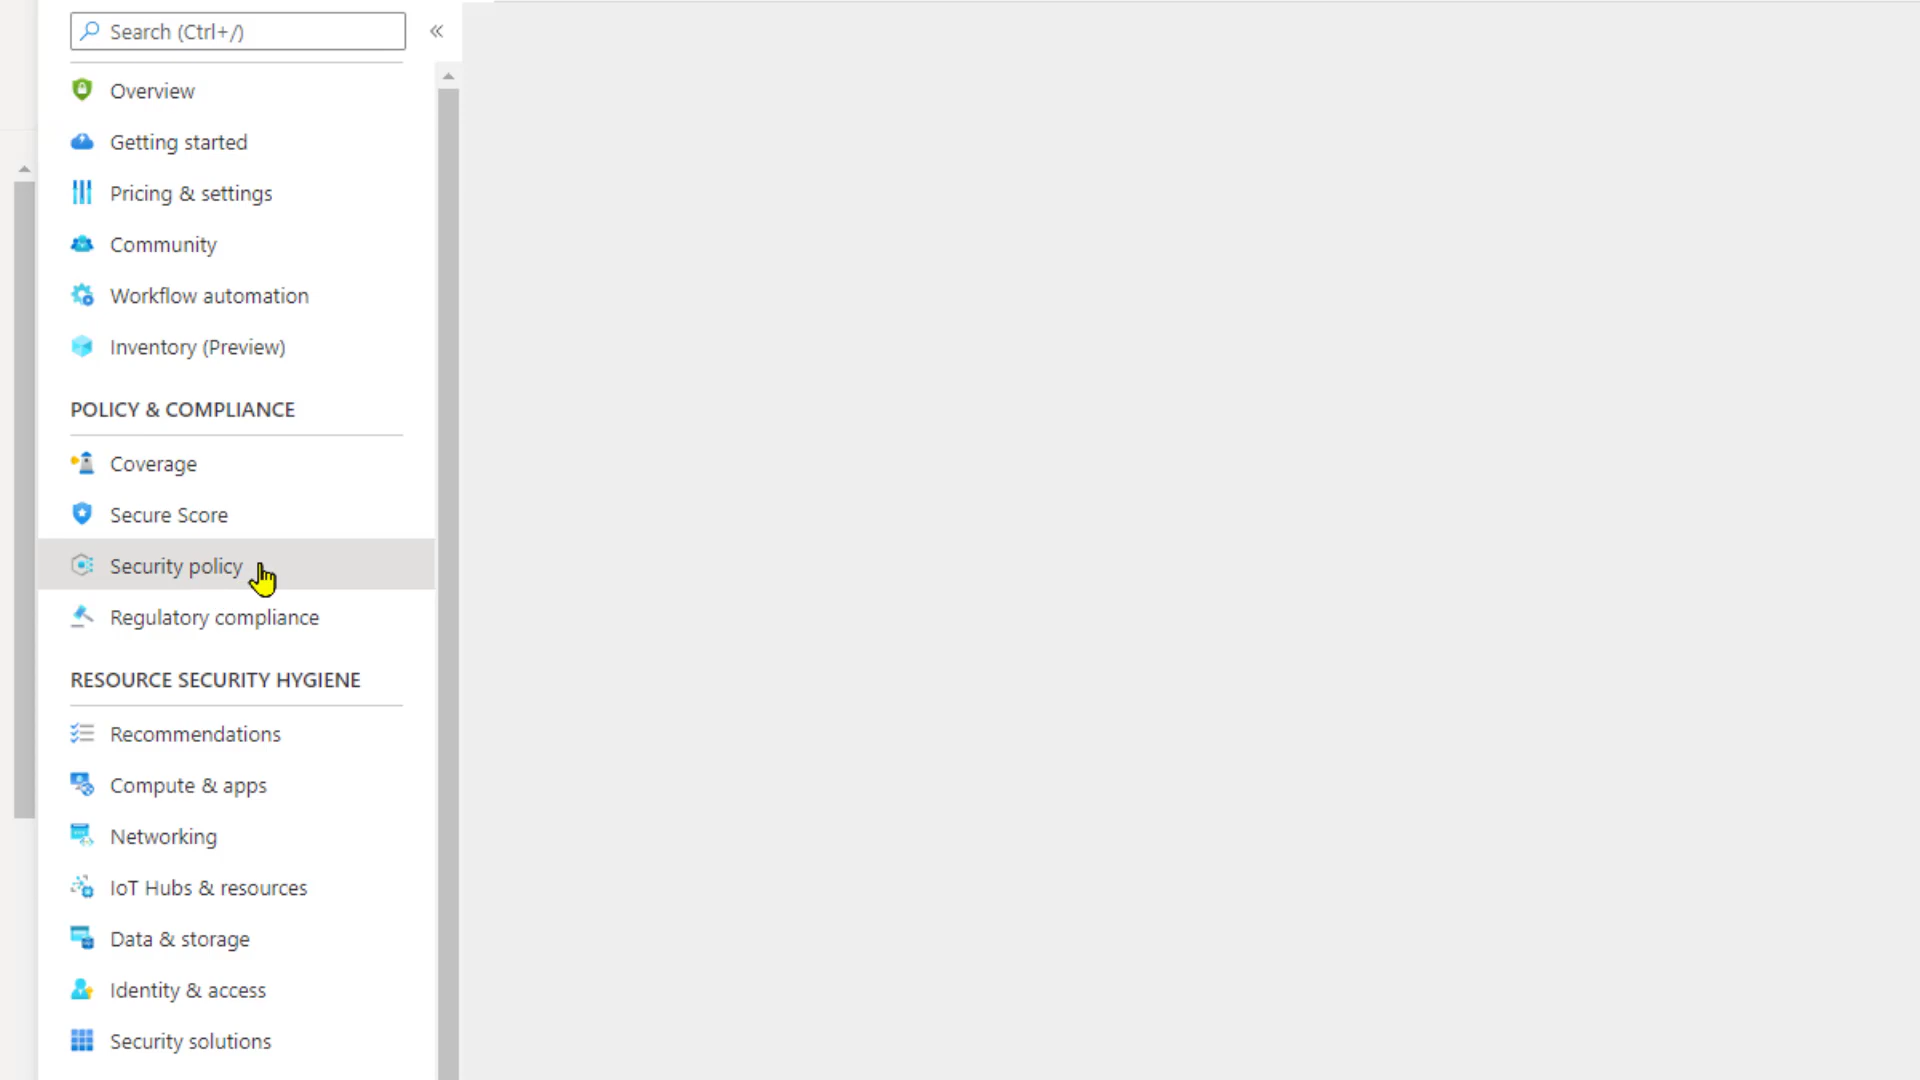 Search (Ctrl+/)
Overview
Getting started
Pricing & settings
Community
Workflow automation
Inventory (Preview)
POLICY & COMPLIANCE
Coverage
Secure Score
Security policy
Regulatory compliance
RESOURCE SECURITY HYGIENE
Recommendations
Compute & apps
Networking
IoT Hubs & resources
Data & storage
Identity & access
Security solutions